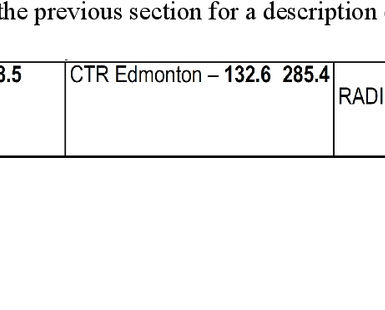 the previous section for a description
3.5
CTR Edmonton – 132.6 285.4
RADI